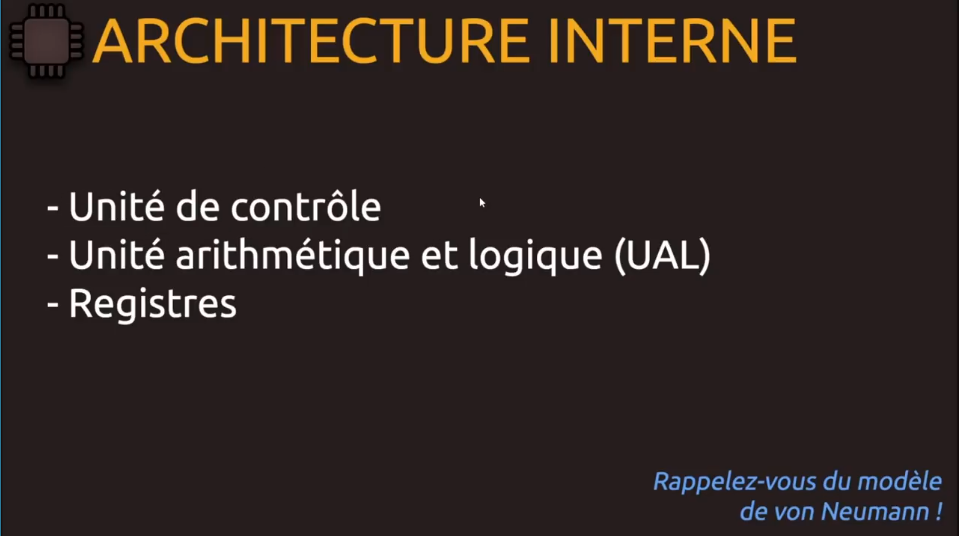 ARCHITECTURE INTERNE
- Unité de contrôle
- Unité arithmétique et logique (UAL)
- Registres
Rappelez-vous du modèle
de von Neumann !